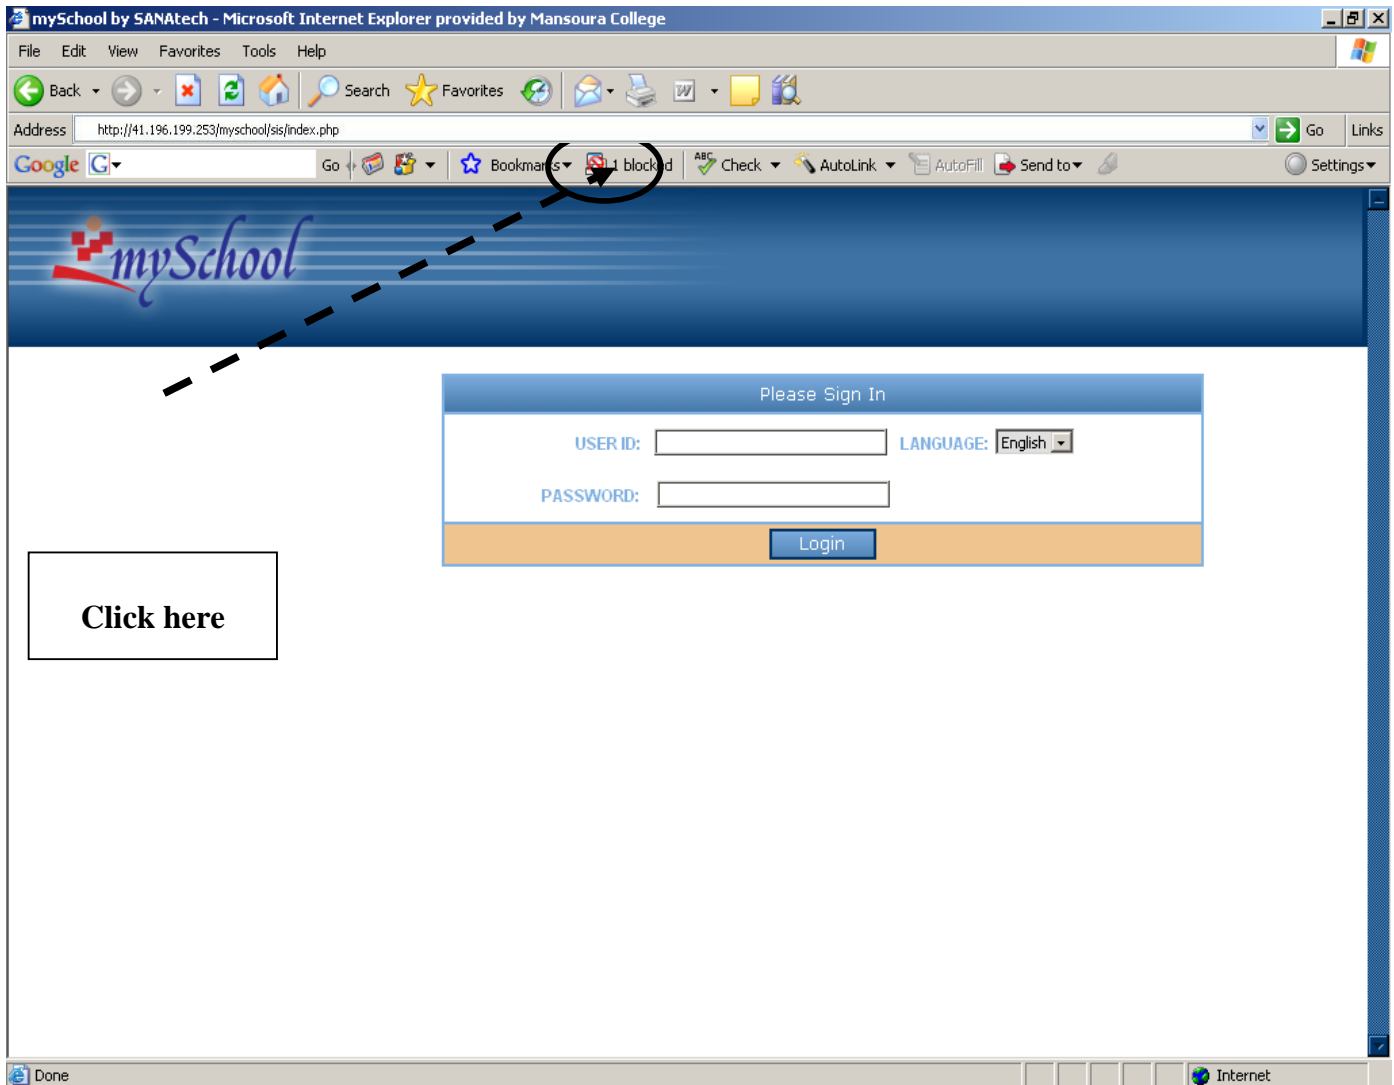 mySchool by SANAtech - Microsoft Internet Explorer provided by Mansoura College
File Edit View Favorites Tools Help
Back Search Favorites W
Address http://41.196.199.253/myschool/sis/index.php Go Links
Google G Go Bookmarks 1 blocked ABC Check AutoLink AutoFill Send to Settings
mySchool
Please Sign In
USER ID: LANGUAGE: English
PASSWORD:
Login
Click here
Done Internet